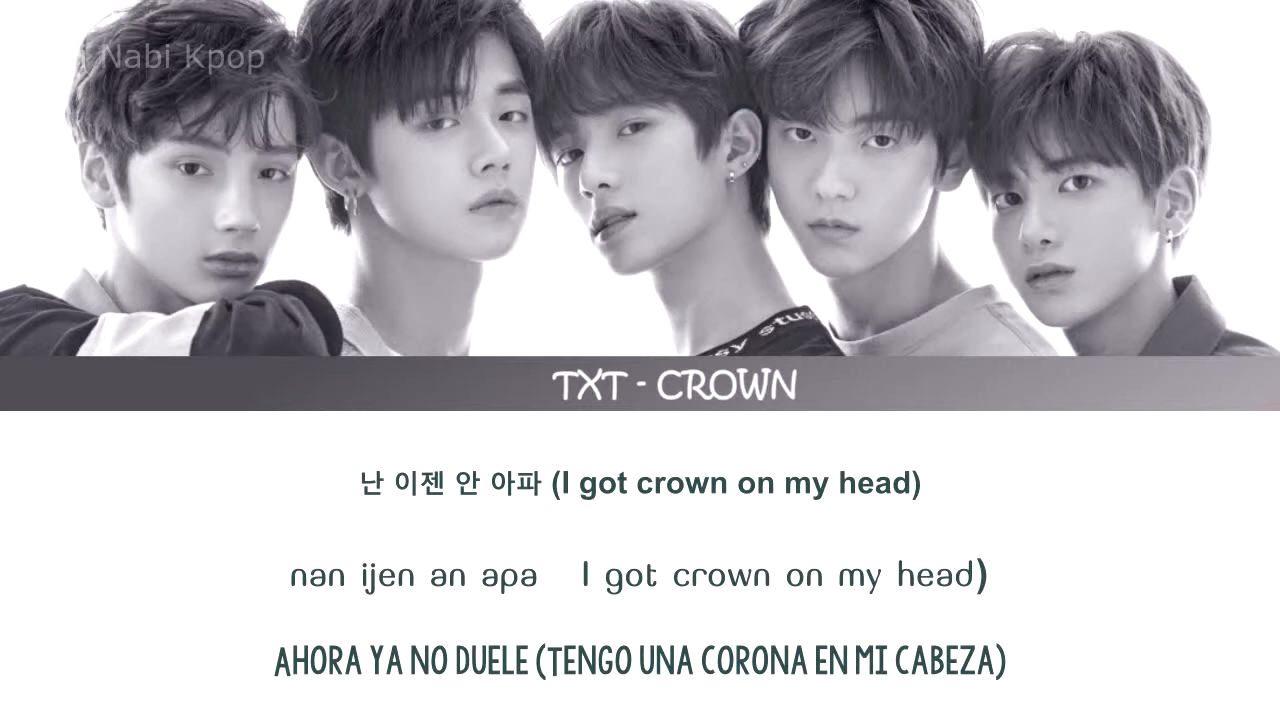 Nabi Kpop
stussy
TXT - CROWN
난 이젠 안 아파 (I got crown on my head)
nan ijen an apa I got crown on my head)
AHORA YA NO DUELE (TENGO UNA CORONA EN MI CABEZA)